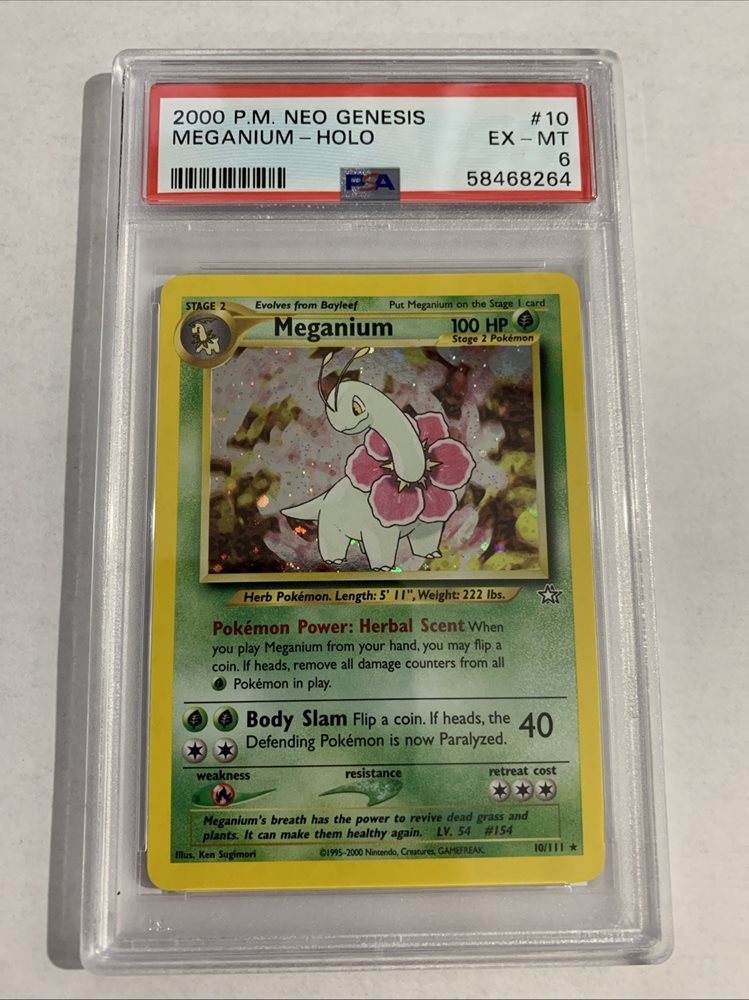 2000 P.M. NEO GENESIS #10
MEGANIUM - HOLO EX - MT
6
PSA 58468264
STAGE 2 Evolves from Bayleef Put Meganium on the Stage 1 card
Meganium 100 HP
Stage 2 Pokémon
Herb Pokémon. Length: 5' 11", Weight: 222 lbs.
Pokémon Power: Herbal Scent When
you play Meganium from your hand, you may flip a
coin. If heads, remove all damage counters from all
Pokémon in play.
Body Slam Flip a coin. If heads, the 40
Defending Pokémon is now Paralyzed.
weakness resistance retreat cost
Meganium's breath has the power to revive dead grass and
plants. It can make them healthy again. LV. 54 #154
Illus. Ken Sugimori ©1995-2000 Nintendo, Creatures, GAMEFREAK. 10/111 ★